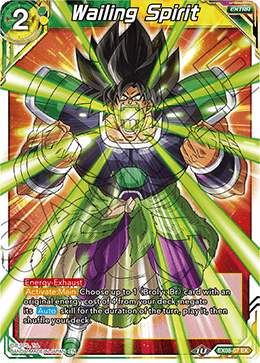 2
Wailing Spirit
EXTRA
Energy-Exhaust
Activate:Main Choose up to 1 《Broly: Br》 card with an
original energy cost of 4 from your deck, negate
its Auto skill for the duration of the turn, play it, then
shuffle your deck.
EX08-07 EX